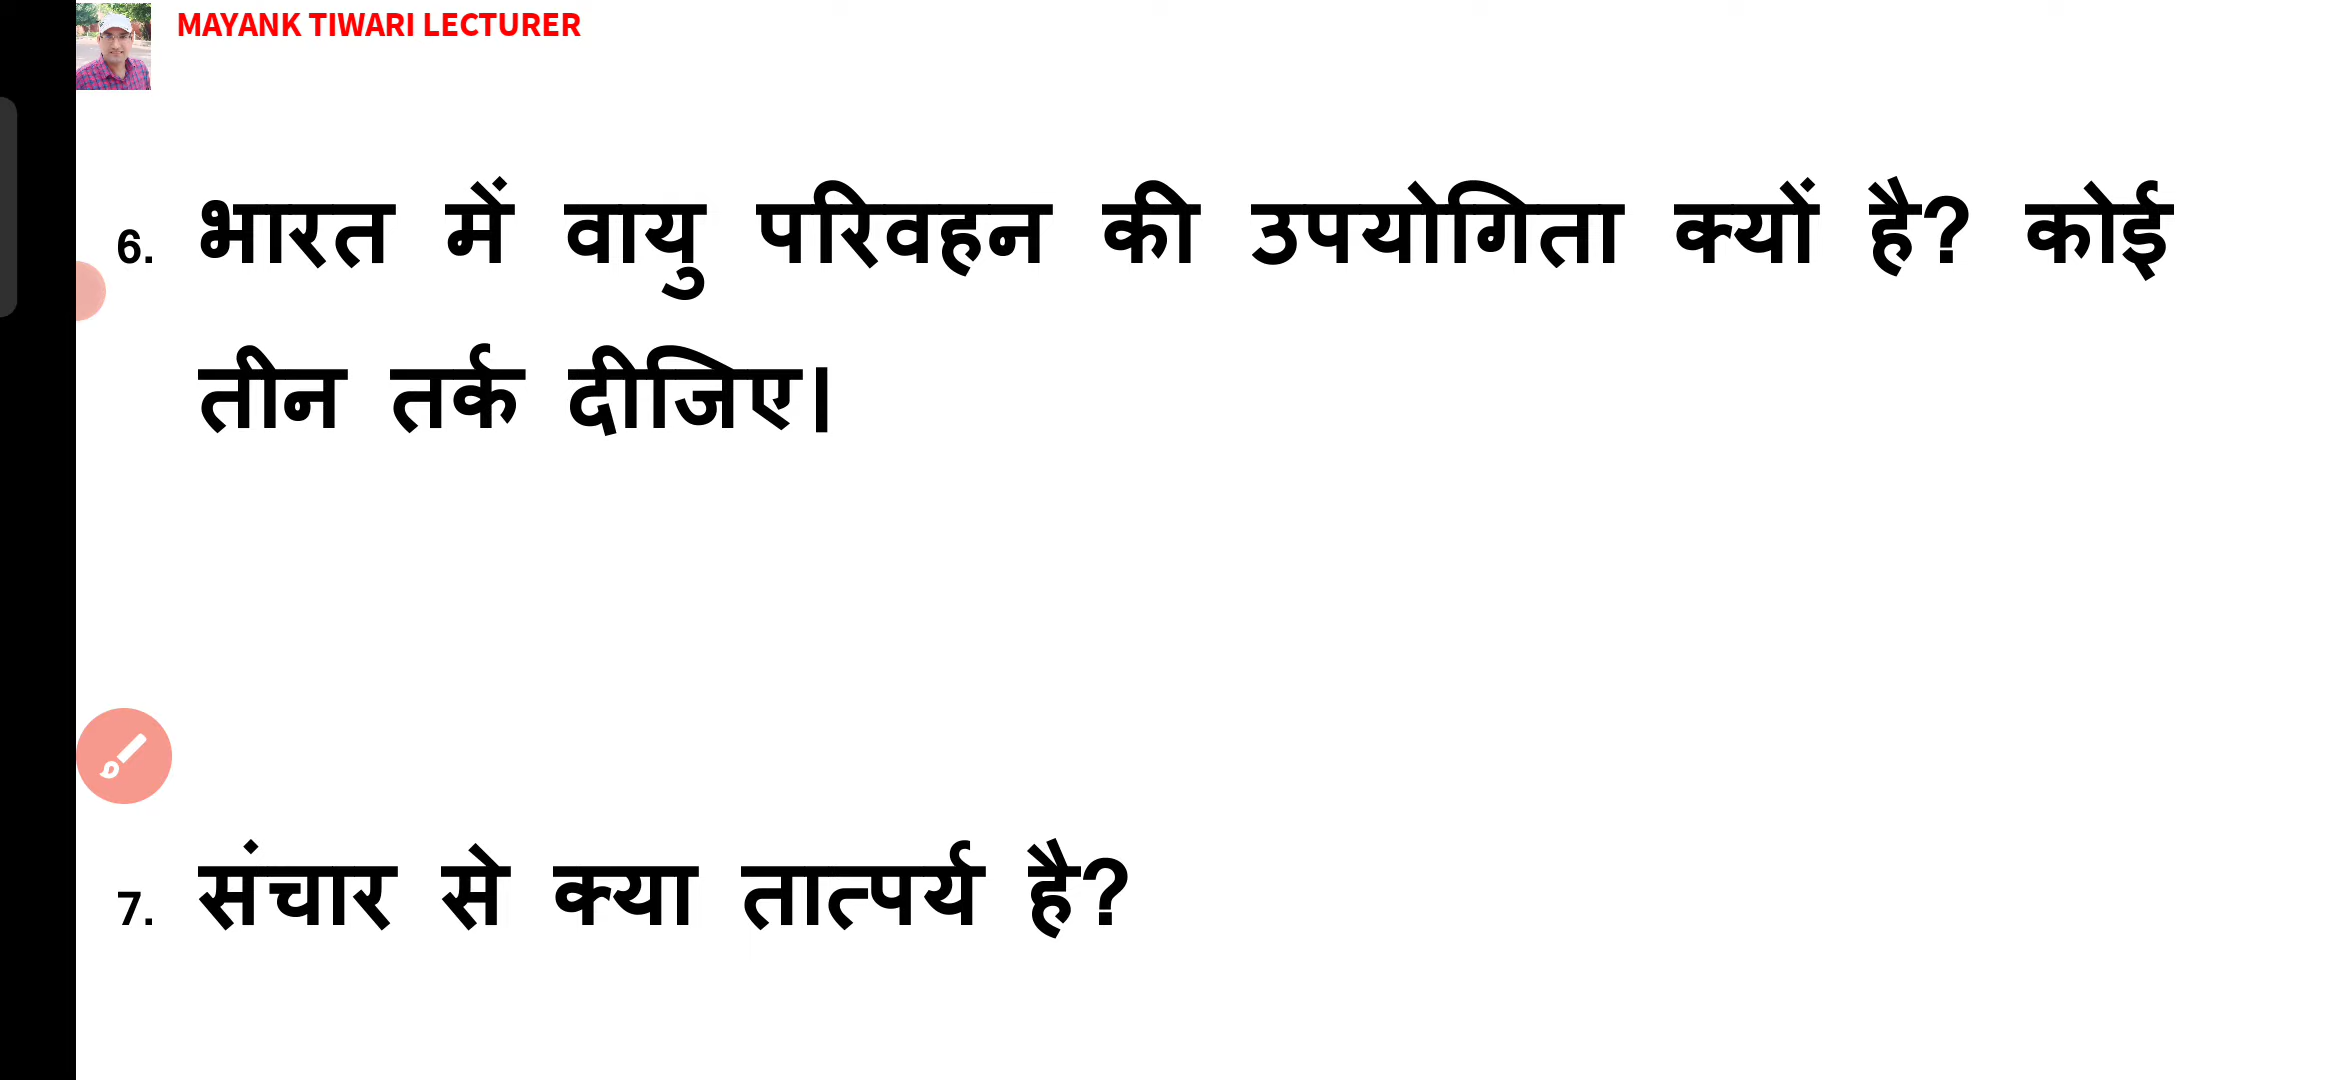 MAYANK TIWARI LECTURER
6. भारत में वायु परिवहन की उपयोगिता क्यों है? कोई
तीन तर्क दीजिए।
7. संचार से क्या तात्पर्य है?